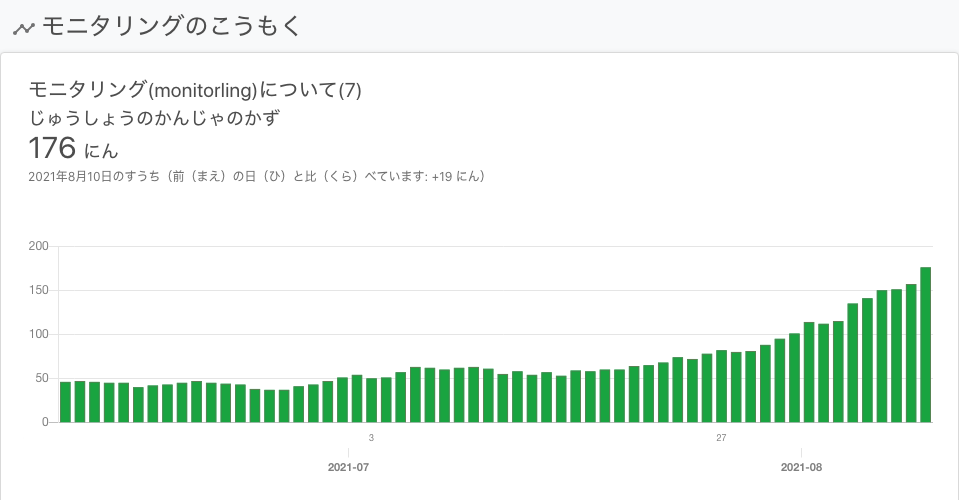 モニタリングのこうもく
モニタリング(monitorling)について(7)
じゅうしょうのかんじゃのかず
176 にん
2021年8月10日のすうち（前（まえ）の日（ひ）と比（くら）べています: +19 にん）
200
150
100
50
0
3
27
2021-07
2021-08